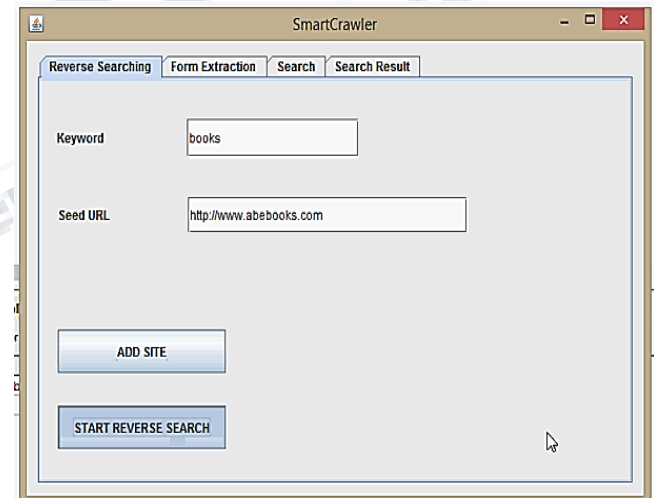 SmartCrawler
Reverse Searching Form Extraction Search Search Result
Keyword books
Seed URL http://www.abebooks.com
ADD SITE
START REVERSE SEARCH